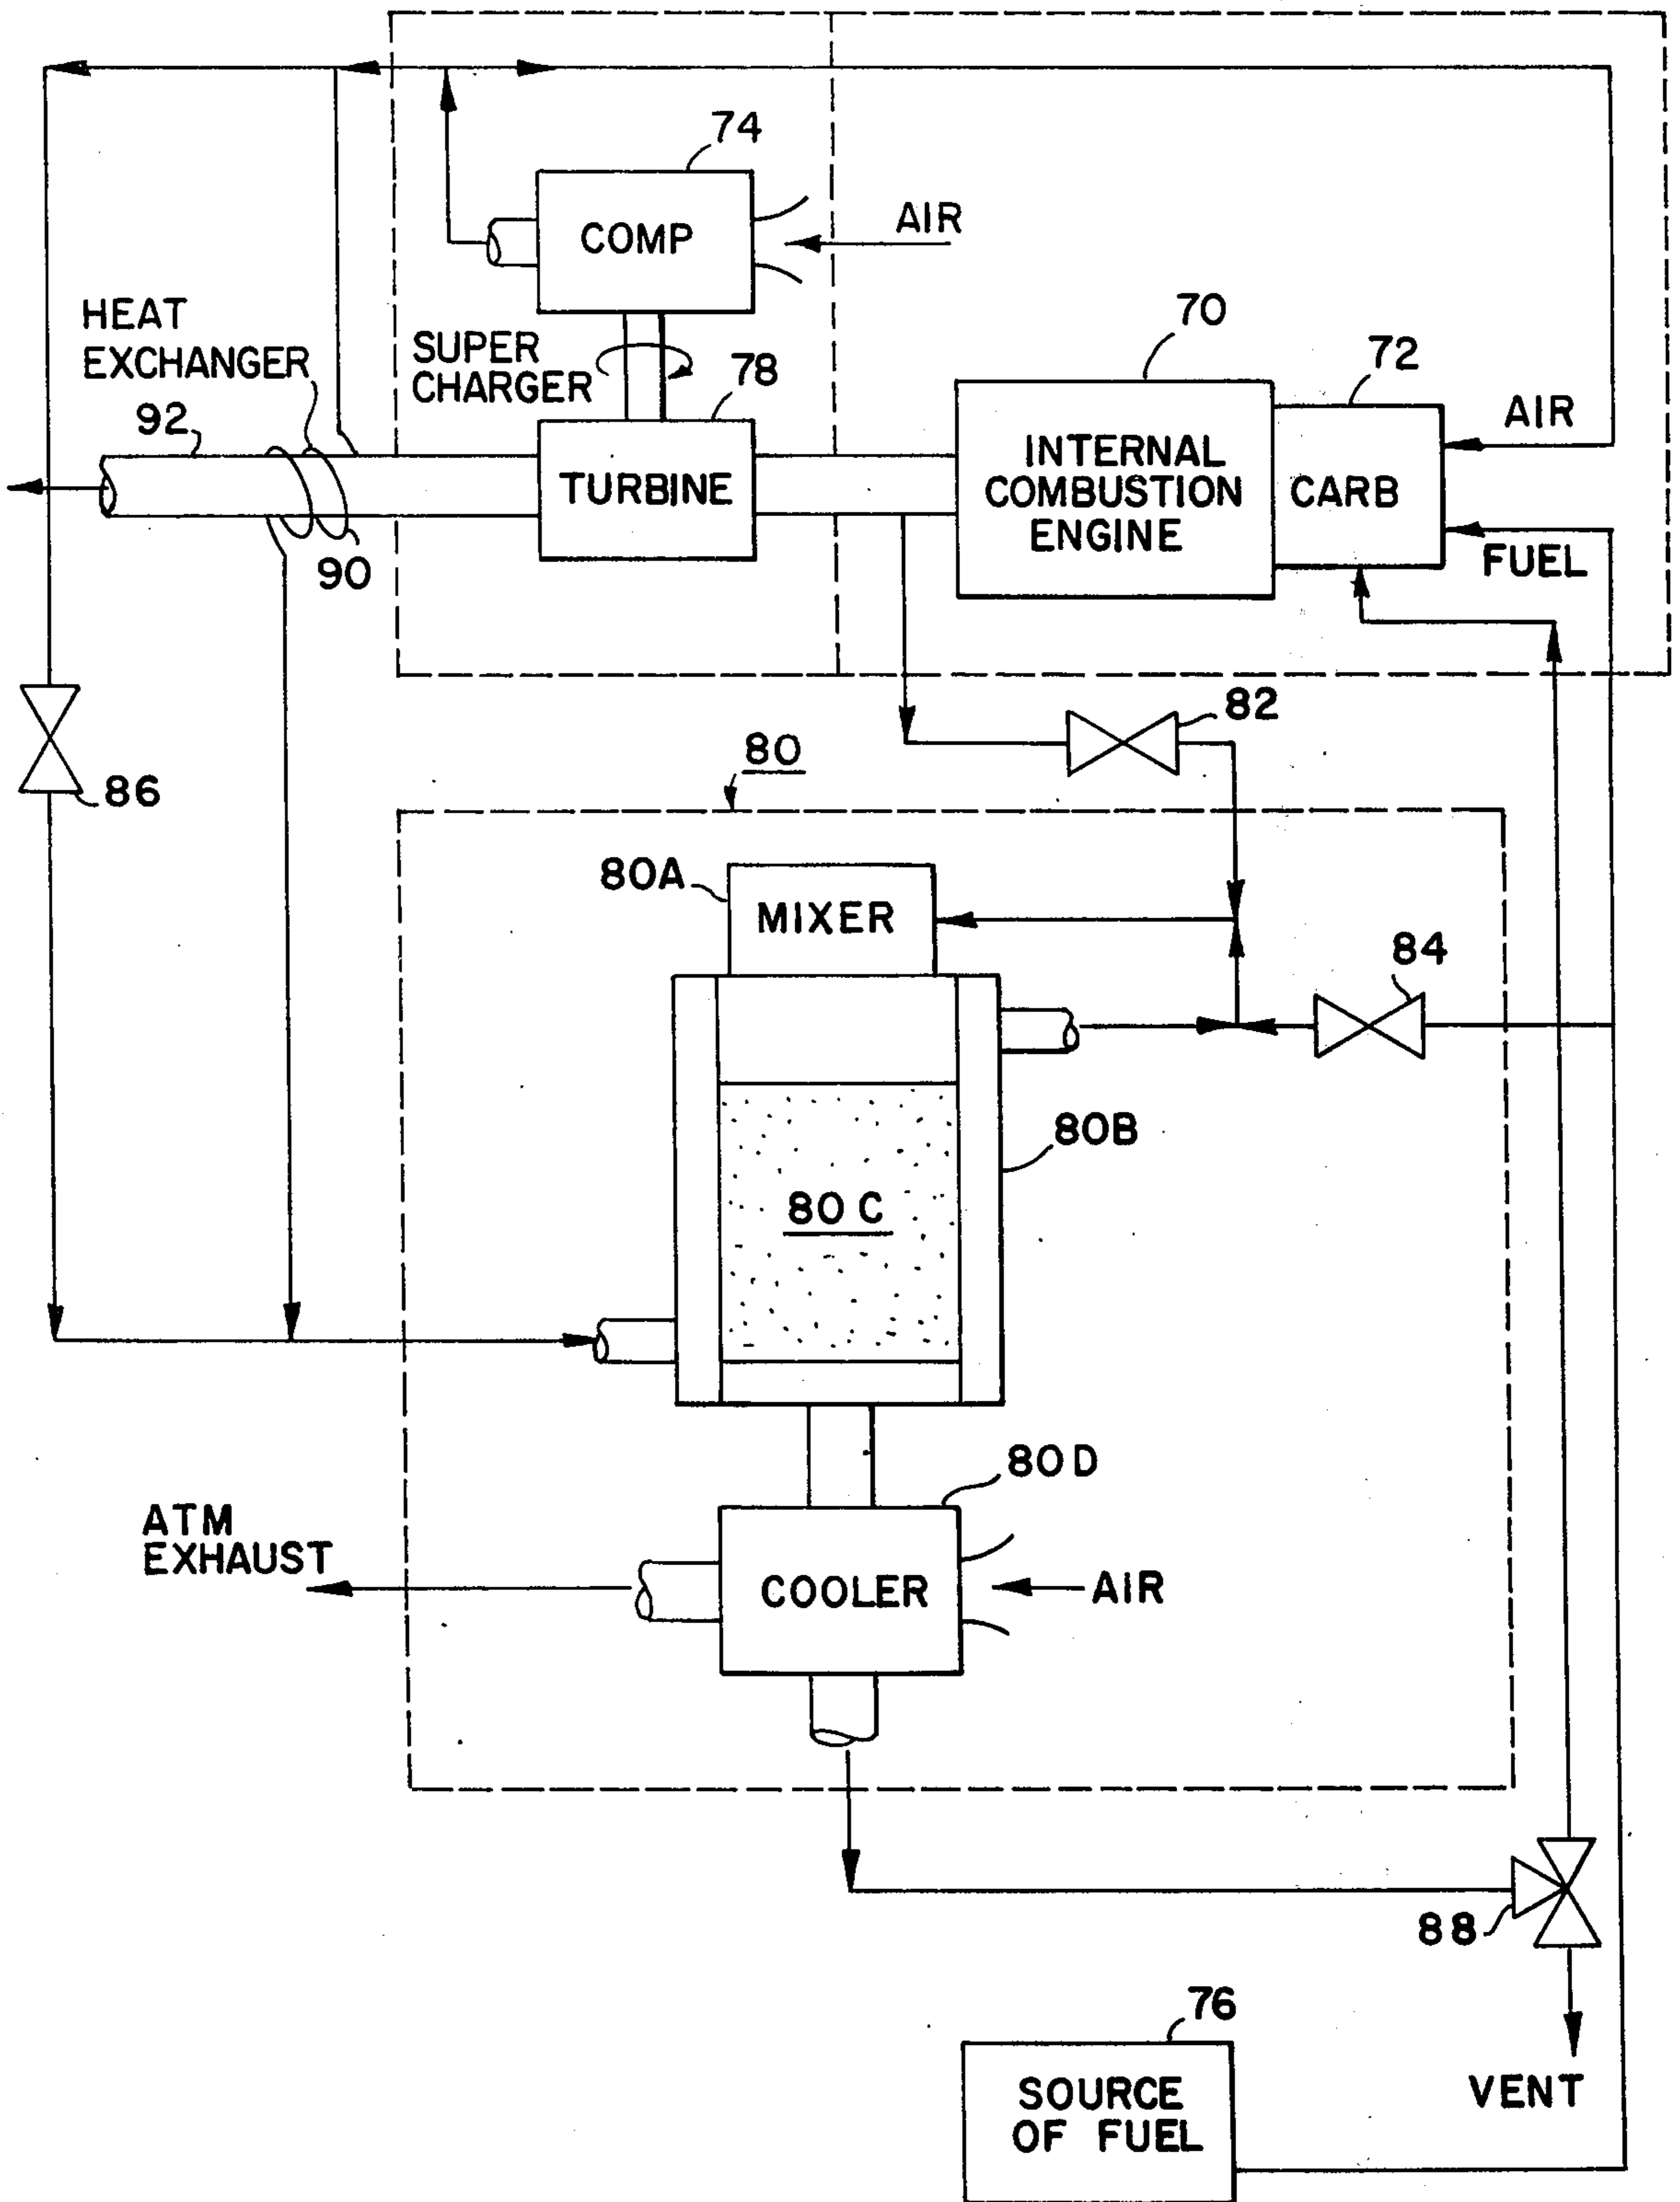 74
COMP
AIR
HEAT
EXCHANGER
SUPER
CHARGER
78
70
72
92
TURBINE
INTERNAL
COMBUSTION
ENGINE
CARB
AIR
FUEL
90
82
86
80
80A
MIXER
84
80B
80C
80D
ATM
EXHAUST
COOLER
AIR
88
76
SOURCE
OF FUEL
VENT